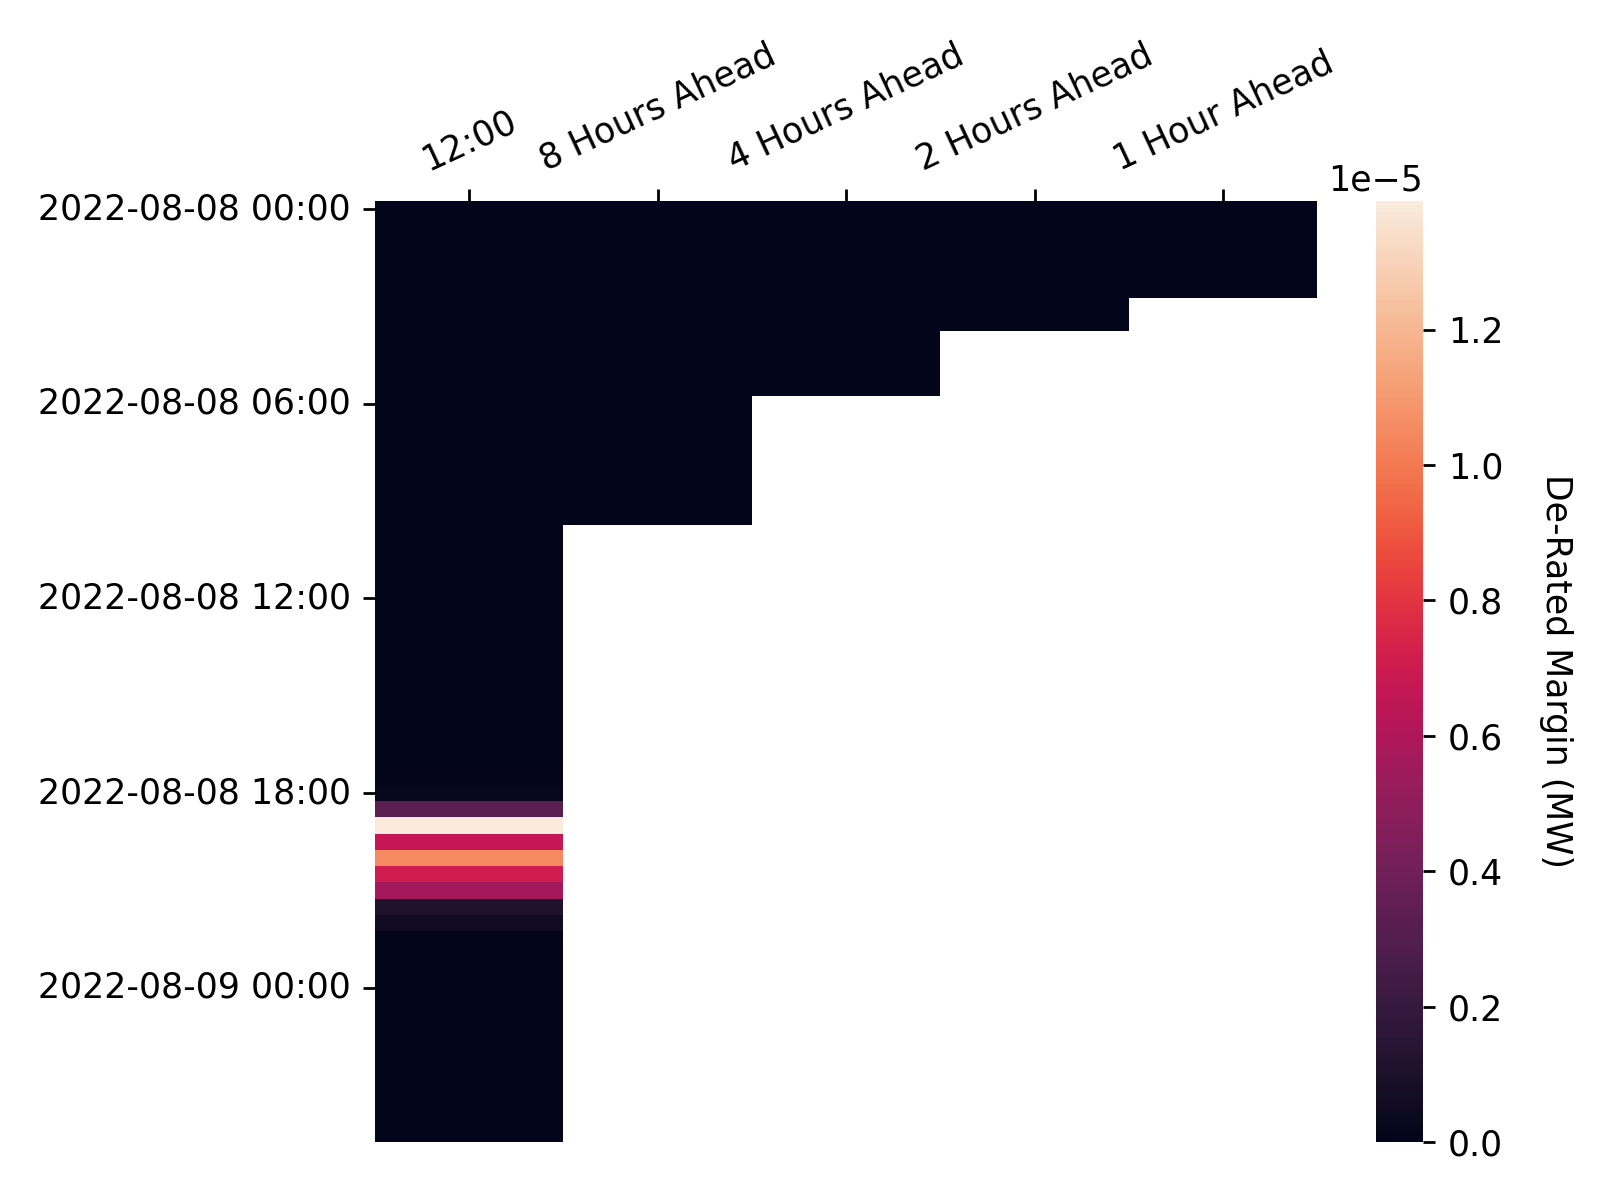 12:00
8 Hours Ahead
4 Hours Ahead
2 Hours Ahead
1 Hour Ahead
1e−5
2022-08-08 00:00
2022-08-08 06:00
2022-08-08 12:00
2022-08-08 18:00
2022-08-09 00:00
1.2
1.0
0.8
0.6
0.4
0.2
0.0
De-Rated Margin (MW)